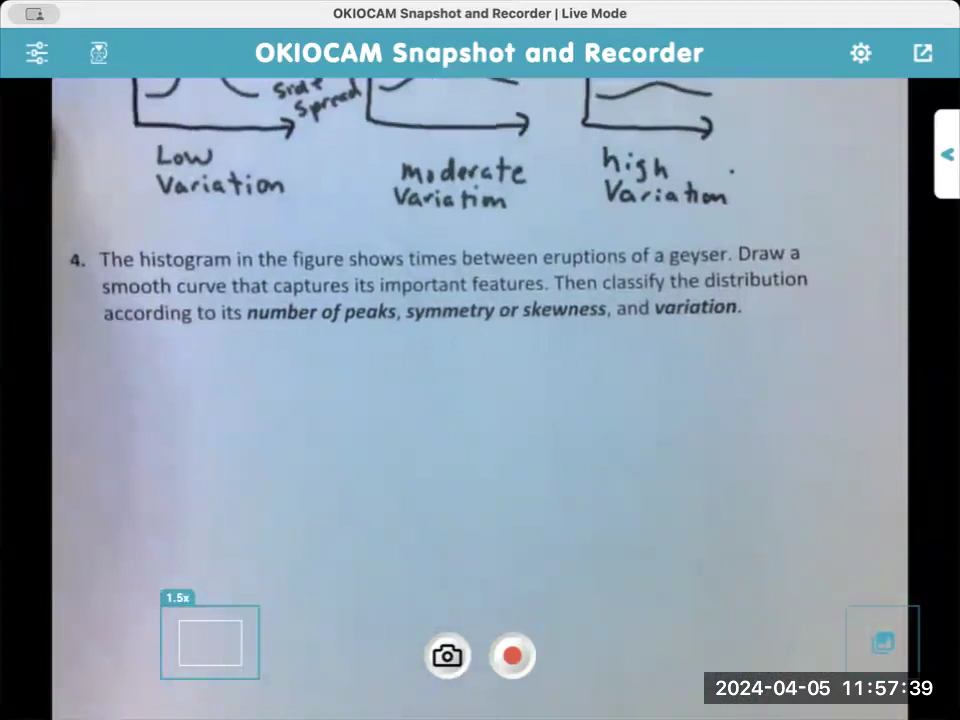 OKIOCAM Snapshot and Recorder | Live Mode
OKIOCAM Snapshot and Recorder
Side
Spread
Low
Variation
moderate
Variation
high
Variation
4. The histogram in the figure shows times between eruptions of a geyser. Draw a
smooth curve that captures its important features. Then classify the distribution
according to its number of peaks, symmetry or skewness, and variation.
1.5x
2024-04-05 11:57:39